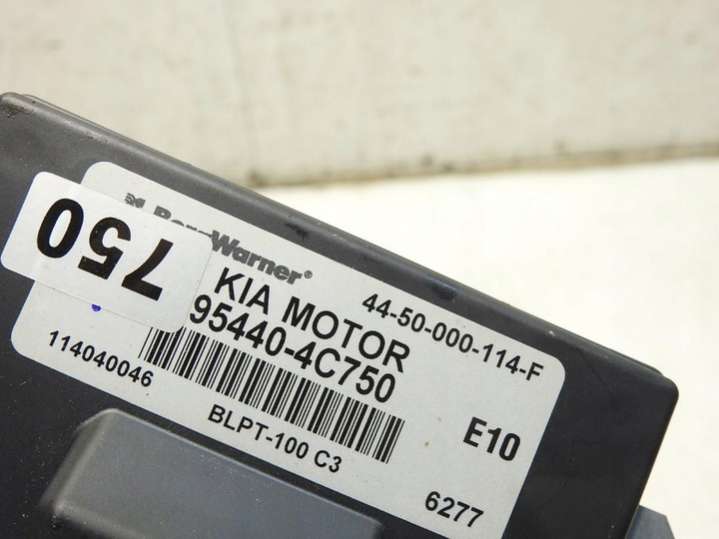 750
BorgWarner®
KIA MOTOR
44-50-000-114-F
95440-4C750
114040046
BLPT-100 C3
E10
6277